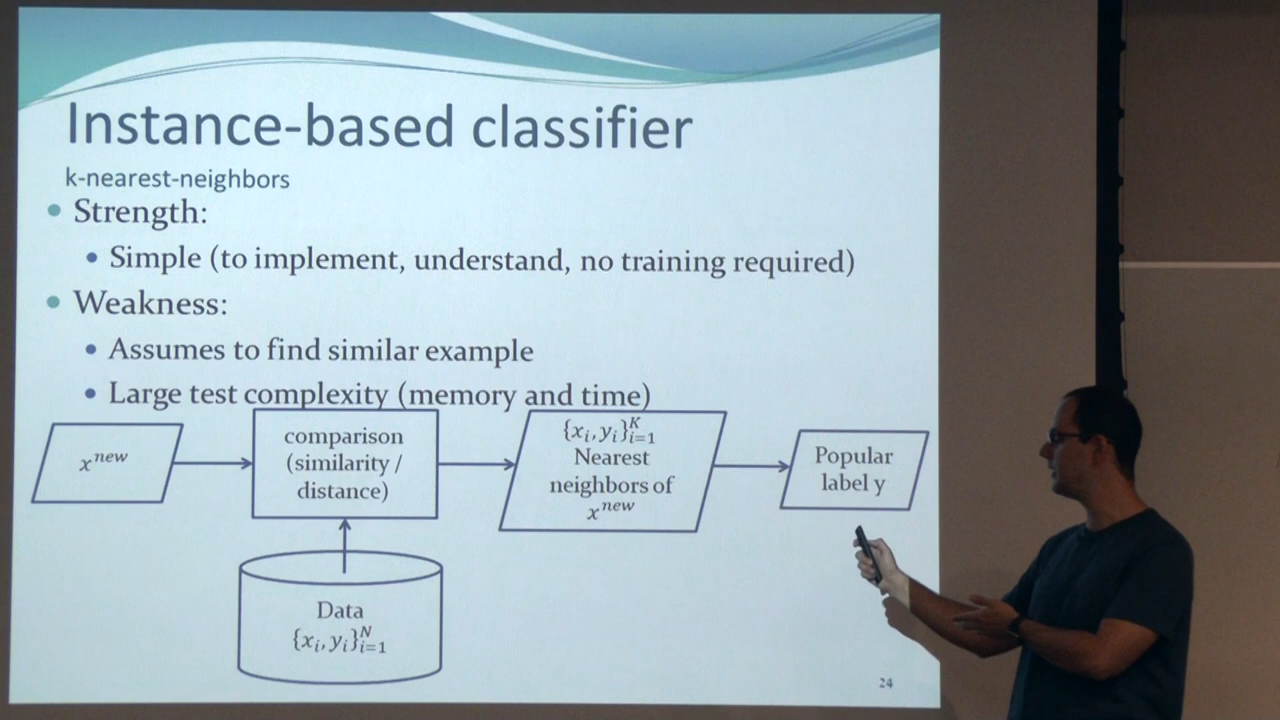 Instance-based classifier
k-nearest-neighbors
• Strength:
• Simple (to implement, understand, no training required)
• Weakness:
• Assumes to find similar example
• Large test complexity (memory and time)
x^new
comparison
(similarity /
distance)
{x_i, y_i}_{i=1}^K
Nearest
neighbors of
x^new
Popular
label y
Data
{x_i, y_i}_{i=1}^N
24